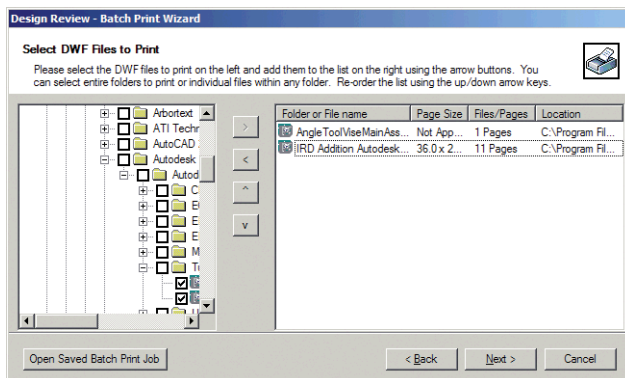 Design Review - Batch Print Wizard
Select DWF Files to Print
Please select the DWF files to print on the left and add them to the list on the right using the arrow buttons. You
can select entire folders to print or individual files within any folder. Re-order the list using the up/down arrow keys.
Arbortext
ATI Techr
AutoCAD
Autodesk
Autod
C
E
E
M
T
>
<
^
v
Folder or File name Page Size Files/Pages Location
AngleToolViseMainAss... Not App... 1 Pages C:\Program Fil...
IRD Addition Autodesk... 36.0 x 2... 11 Pages C:\Program Fil...
Open Saved Batch Print Job
< Back Next > Cancel